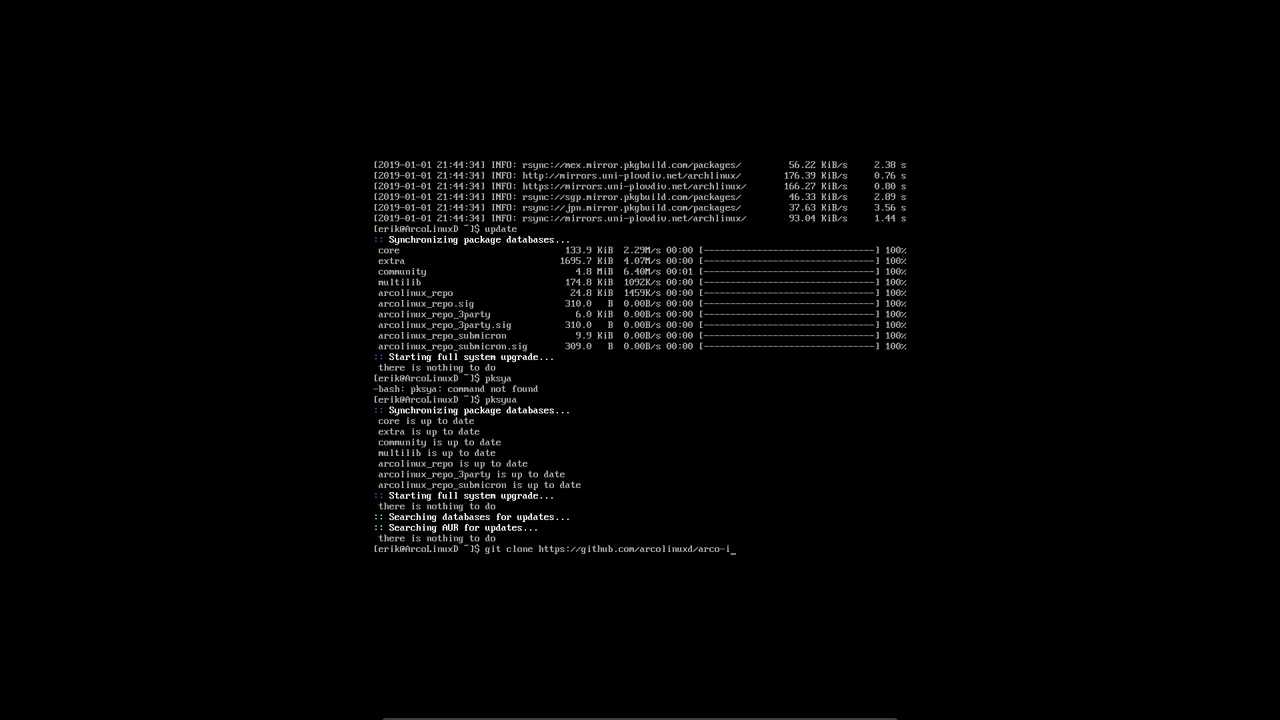 [2019-01-01 21:44:34] INFO: rsync://mex.mirror.pkgbuild.com/packages/ 56.22 KiB/s 2.38 s
[2019-01-01 21:44:34] INFO: http://mirrors.uni-plovdiv.net/archlinux/ 176.39 KiB/s 0.76 s
[2019-01-01 21:44:34] INFO: https://mirrors.uni-plovdiv.net/archlinux/ 166.27 KiB/s 0.80 s
[2019-01-01 21:44:34] INFO: rsync://sgp.mirror.pkgbuild.com/packages/ 46.33 KiB/s 2.89 s
[2019-01-01 21:44:34] INFO: rsync://jpn.mirror.pkgbuild.com/packages/ 37.63 KiB/s 3.56 s
[2019-01-01 21:44:34] INFO: rsync://mirrors.uni-plovdiv.net/archlinux/ 93.04 KiB/s 1.44 s
[erik@ArcoLinuxD ~]$ update
:: Synchronizing package databases...
core 133.9 KiB 2.29M/s 00:00 [--------------------------------] 100%
extra 1695.7 KiB 4.07M/s 00:00 [--------------------------------] 100%
community 4.8 MiB 6.40M/s 00:01 [--------------------------------] 100%
multilib 174.8 KiB 1092K/s 00:00 [--------------------------------] 100%
arcolinux_repo 24.8 KiB 1459K/s 00:00 [--------------------------------] 100%
arcolinux_repo.sig 310.0 B 0.00B/s 00:00 [--------------------------------] 100%
arcolinux_repo_3party 6.0 KiB 0.00B/s 00:00 [--------------------------------] 100%
arcolinux_repo_3party.sig 310.0 B 0.00B/s 00:00 [--------------------------------] 100%
arcolinux_repo_submicron 9.9 KiB 0.00B/s 00:00 [--------------------------------] 100%
arcolinux_repo_submicron.sig 309.0 B 0.00B/s 00:00 [--------------------------------] 100%
:: Starting full system upgrade...
there is nothing to do
[erik@ArcoLinuxD ~]$ pksya
-bash: pksya: command not found
[erik@ArcoLinuxD ~]$ pksyua
:: Synchronizing package databases...
core is up to date
extra is up to date
community is up to date
multilib is up to date
arcolinux_repo is up to date
arcolinux_repo_3party is up to date
arcolinux_repo_submicron is up to date
:: Starting full system upgrade...
there is nothing to do
:: Searching databases for updates...
:: Searching AUR for updates...
there is nothing to do
[erik@ArcoLinuxD ~]$ git clone https://github.com/arcolinuxd/arco-i_